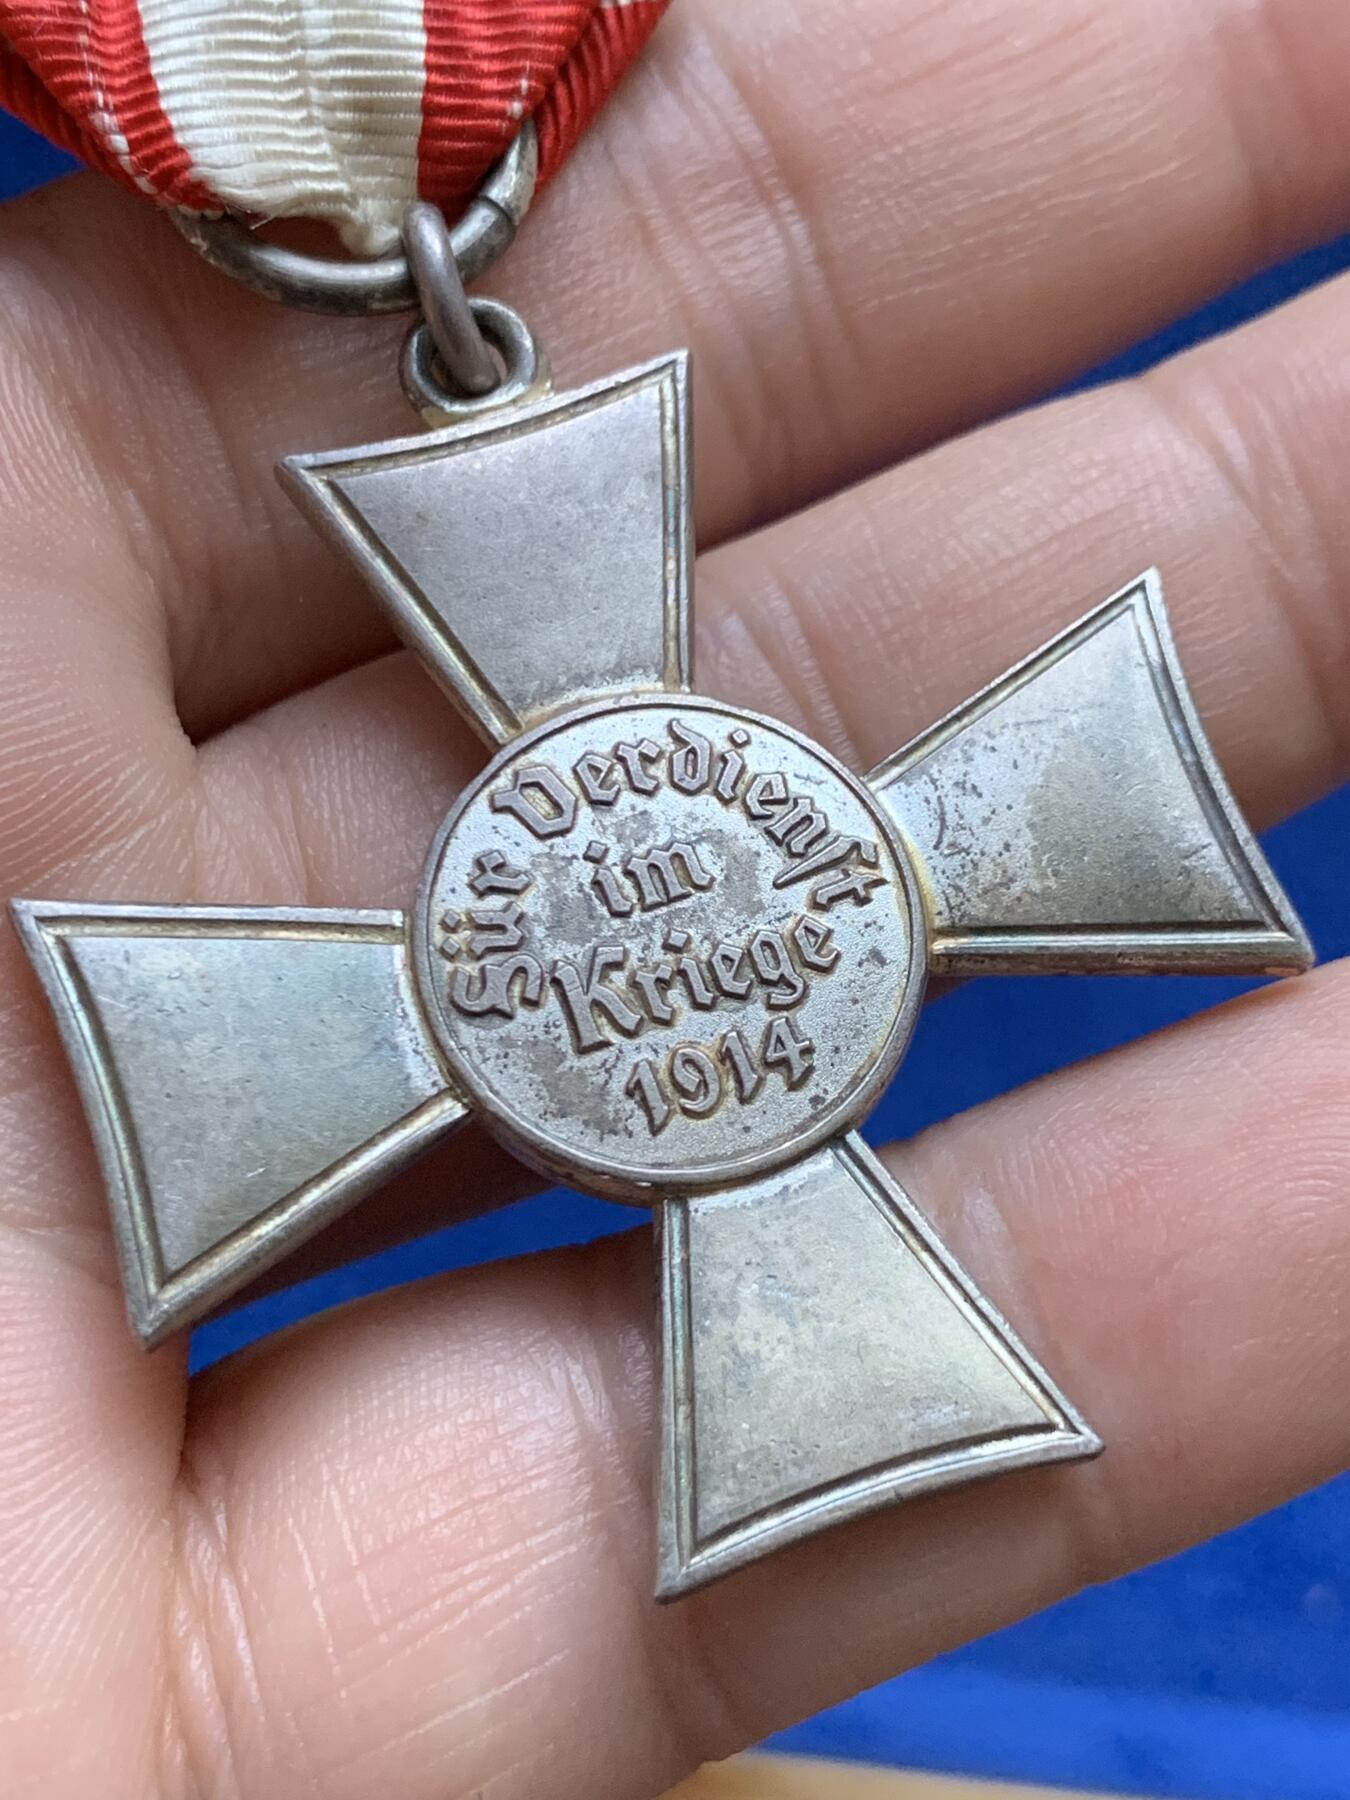 Für Verdienst
im
Kriege
1914